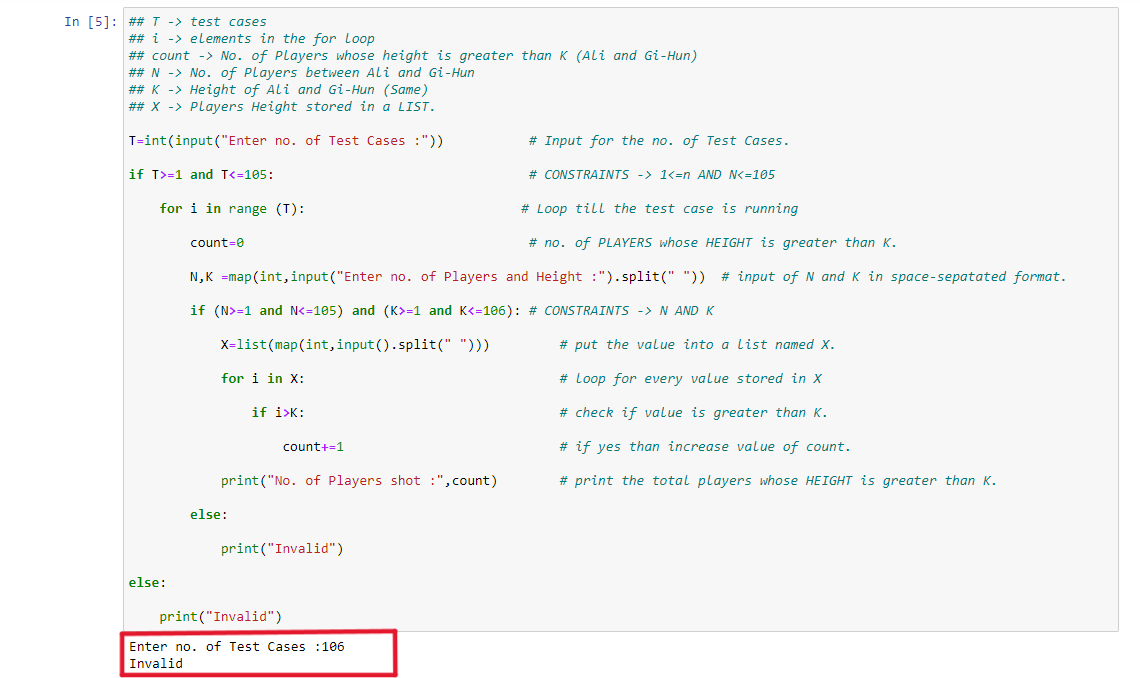 In [5]:
## T -> test cases
## i -> elements in the for loop
## count -> No. of Players whose height is greater than K (Ali and Gi-Hun)
## N -> No. of Players between Ali and Gi-Hun
## K -> Height of Ali and Gi-Hun (Same)
## X -> Players Height stored in a LIST.
T=int(input("Enter no. of Test Cases :")) # Input for the no. of Test Cases.
if T>=1 and T<=105: # CONSTRAINTS -> 1<=n AND N<=105
for i in range (T): # Loop till the test case is running
count=0 # no. of PLAYERS whose HEIGHT is greater than K.
N,K =map(int,input("Enter no. of Players and Height :").split(" ")) # input of N and K in space-sepatated format.
if (N>=1 and N<=105) and (K>=1 and K<=106): # CONSTRAINTS -> N AND K
X=list(map(int,input().split(" "))) # put the value into a list named X.
for i in X: # loop for every value stored in X
if i>K: # check if value is greater than K.
count+=1 # if yes than increase value of count.
print("No. of Players shot :",count) # print the total players whose HEIGHT is greater than K.
else:
print("Invalid")
else:
print("Invalid")
Enter no. of Test Cases :106
Invalid